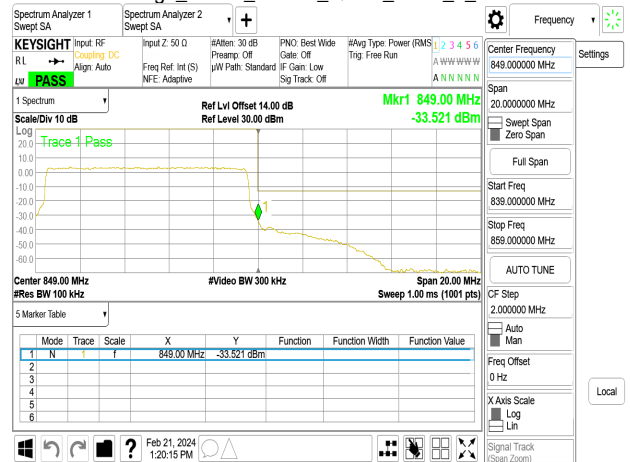 Spectrum Analyzer 1
Swept SA
Spectrum Analyzer 2
Swept SA
Frequency
KEYSIGHT
RL
PASS
Input: RF
Coupling: DC
Align: Auto
Input Z: 50 Ω
Freq Ref: Int (S)
NFE: Adaptive
#Atten: 30 dB
Preamp: Off
µW Path: Standard
PNO: Best Wide
Gate: Off
IF Gain: Low
Sig Track: Off
#Avg Type: Power (RMS
Trig: Free Run
1 2 3 4 5 6
A W W W W W
A N N N N N
Center Frequency
849.000000 MHz
Settings
Span
20.0000000 MHz
Swept Span
Zero Span
Full Span
Start Freq
839.000000 MHz
Stop Freq
859.000000 MHz
AUTO TUNE
CF Step
2.000000 MHz
Auto
Man
Freq Offset
0 Hz
X Axis Scale
Log
Lin
Signal Track
(Span Zoom)
Local
1 Spectrum
Scale/Div 10 dB
Ref Lvl Offset 14.00 dB
Ref Level 30.00 dBm
Mkr1 849.00 MHz
-33.521 dBm
Log
Trace 1 Pass
20.0
10.0
0.00
-10.0
-20.0
-30.0
-40.0
-50.0
-60.0
1
Center 849.00 MHz
#Res BW 100 kHz
#Video BW 300 kHz
Span 20.00 MHz
Sweep 1.00 ms (1001 pts)
5 Marker Table
Mode Trace Scale X Y Function Function Width Function Value
1 N 1 f 849.00 MHz -33.521 dBm
2
3
4
5
6
?
Feb 21, 2024
1:20:15 PM